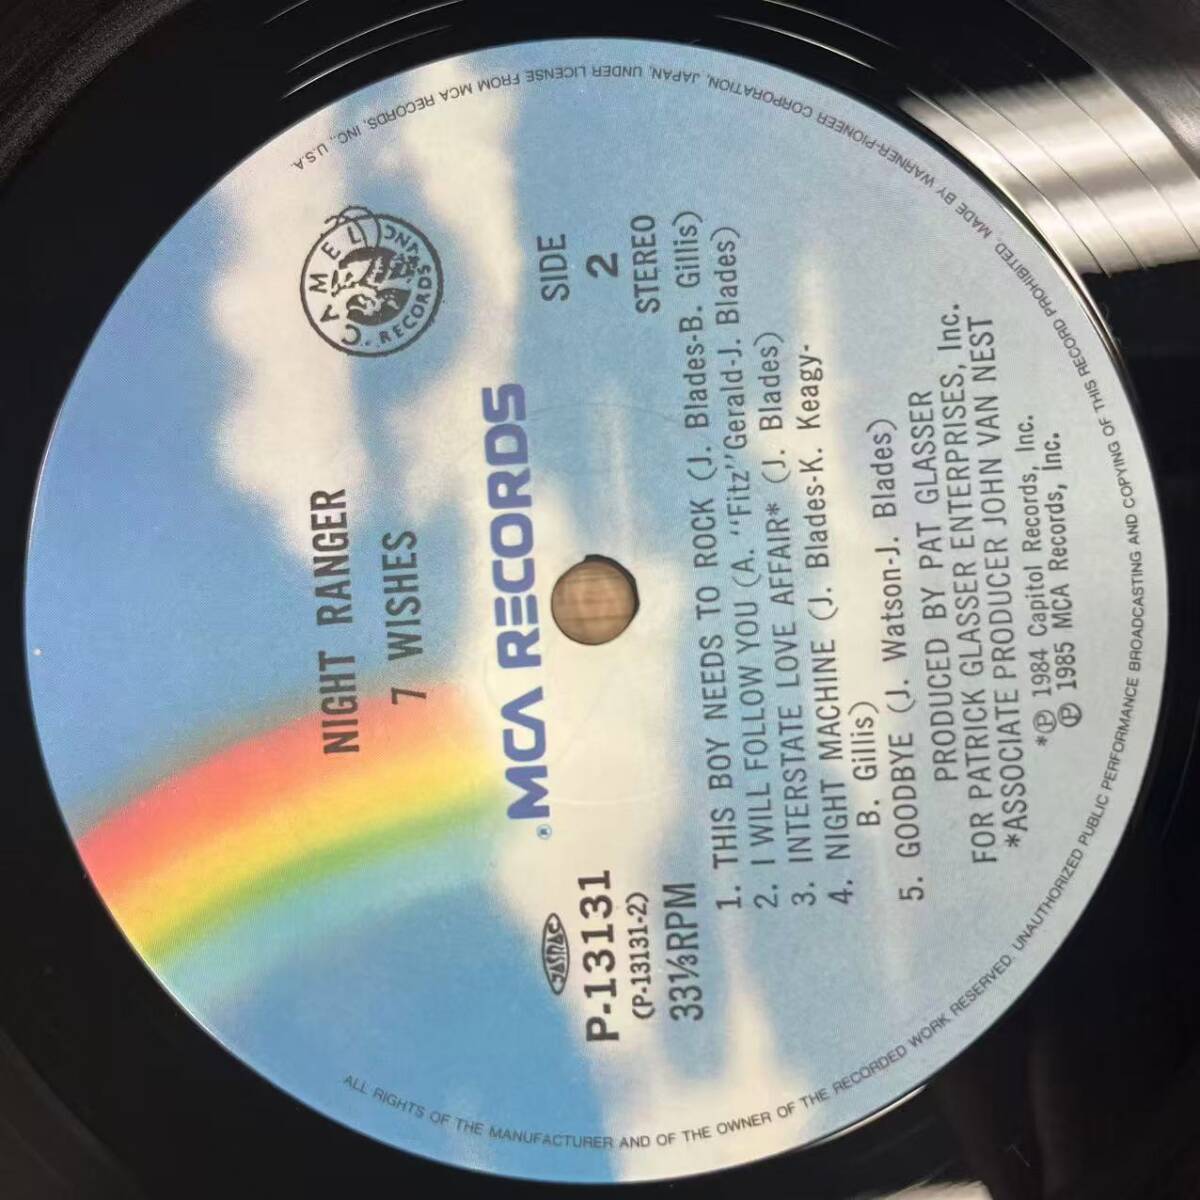 NIGHT RANGER
7 WISHES
CAMEL
RECORDS
MCA RECORDS
®
JASRAC
P-13131
(P-13131-2)
33⅓RPM
SIDE
2
STEREO
1. THIS BOY NEEDS TO ROCK (J. Blades-B. Gillis)
2. I WILL FOLLOW YOU (A. "Fitz"Gerald-J. Blades)
3. INTERSTATE LOVE AFFAIR* (J. Blades)
4. NIGHT MACHINE (J. Blades-K. Keagy-
B. Gillis)
5. GOODBYE (J. Watson-J. Blades)
PRODUCED BY PAT GLASSER
FOR PATRICK GLASSER ENTERPRISES, Inc.
*ASSOCIATE PRODUCER JOHN VAN NEST
*℗ 1984 Capitol Records, Inc.
℗ 1985 MCA Records, Inc.
ALL RIGHTS OF THE MANUFACTURER AND OF THE OWNER OF THE RECORDED WORK RESERVED. UNAUTHORIZED PUBLIC PERFORMANCE BROADCASTING AND COPYING OF THIS RECORD PROHIBITED. MADE BY WARNER-PIONEER CORPORATION, JAPAN, UNDER LICENSE FROM MCA RECORDS, INC., U.S.A.